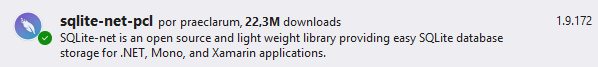 sqlite-net-pcl por praeclarum, 22,3M downloads 1.9.172
SQLite-net is an open source and light weight library providing easy SQLite database
storage for .NET, Mono, and Xamarin applications.